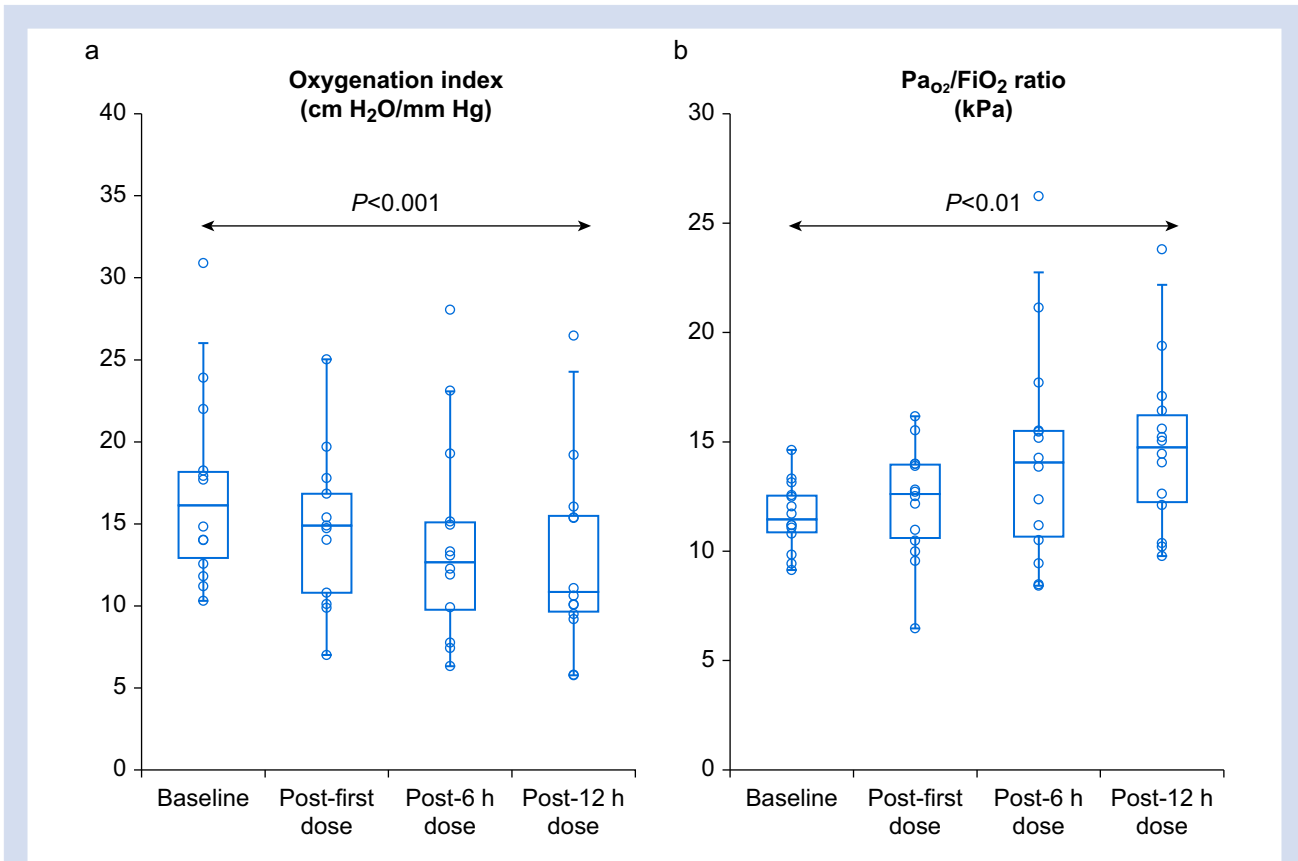 a
Oxygenation index
(cm H₂O/mm Hg)
40
35
30
25
20
15
10
5
0
P<0.001
Baseline
Post-first
dose
Post-6 h
dose
Post-12 h
dose
b
Paₒ₂/FiO₂ ratio
(kPa)
30
25
20
15
10
5
0
P<0.01
Baseline
Post-first
dose
Post-6 h
dose
Post-12 h
dose